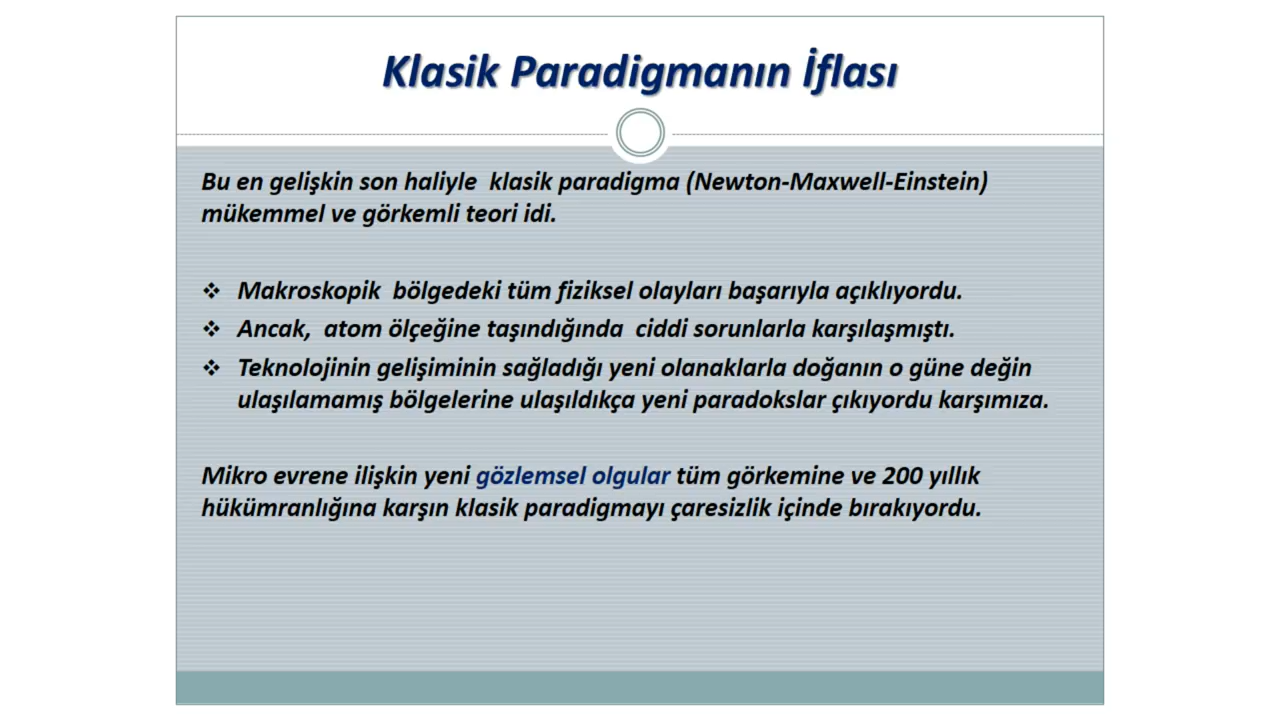 Klasik Paradigmanın İflası
Bu en gelişkin son haliyle klasik paradigma (Newton-Maxwell-Einstein)
mükemmel ve görkemli teori idi.
❖ Makroskopik bölgedeki tüm fiziksel olayları başarıyla açıklıyordu.
❖ Ancak, atom ölçeğine taşındığında ciddi sorunlarla karşılaşmıştı.
❖ Teknolojinin gelişiminin sağladığı yeni olanaklarla doğanın o güne değin
ulaşılamamış bölgelerine ulaşıldıkça yeni paradokslar çıkıyordu karşımıza.
Mikro evrene ilişkin yeni gözlemsel olgular tüm görkemine ve 200 yıllık
hükümranlığına karşın klasik paradigmayı çaresizlik içinde bırakıyordu.